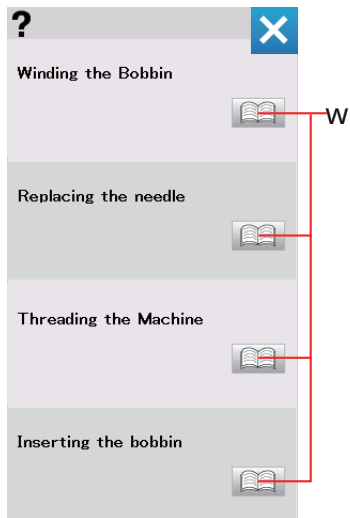 ?
Winding the Bobbin
w
Replacing the needle
Threading the Machine
Inserting the bobbin